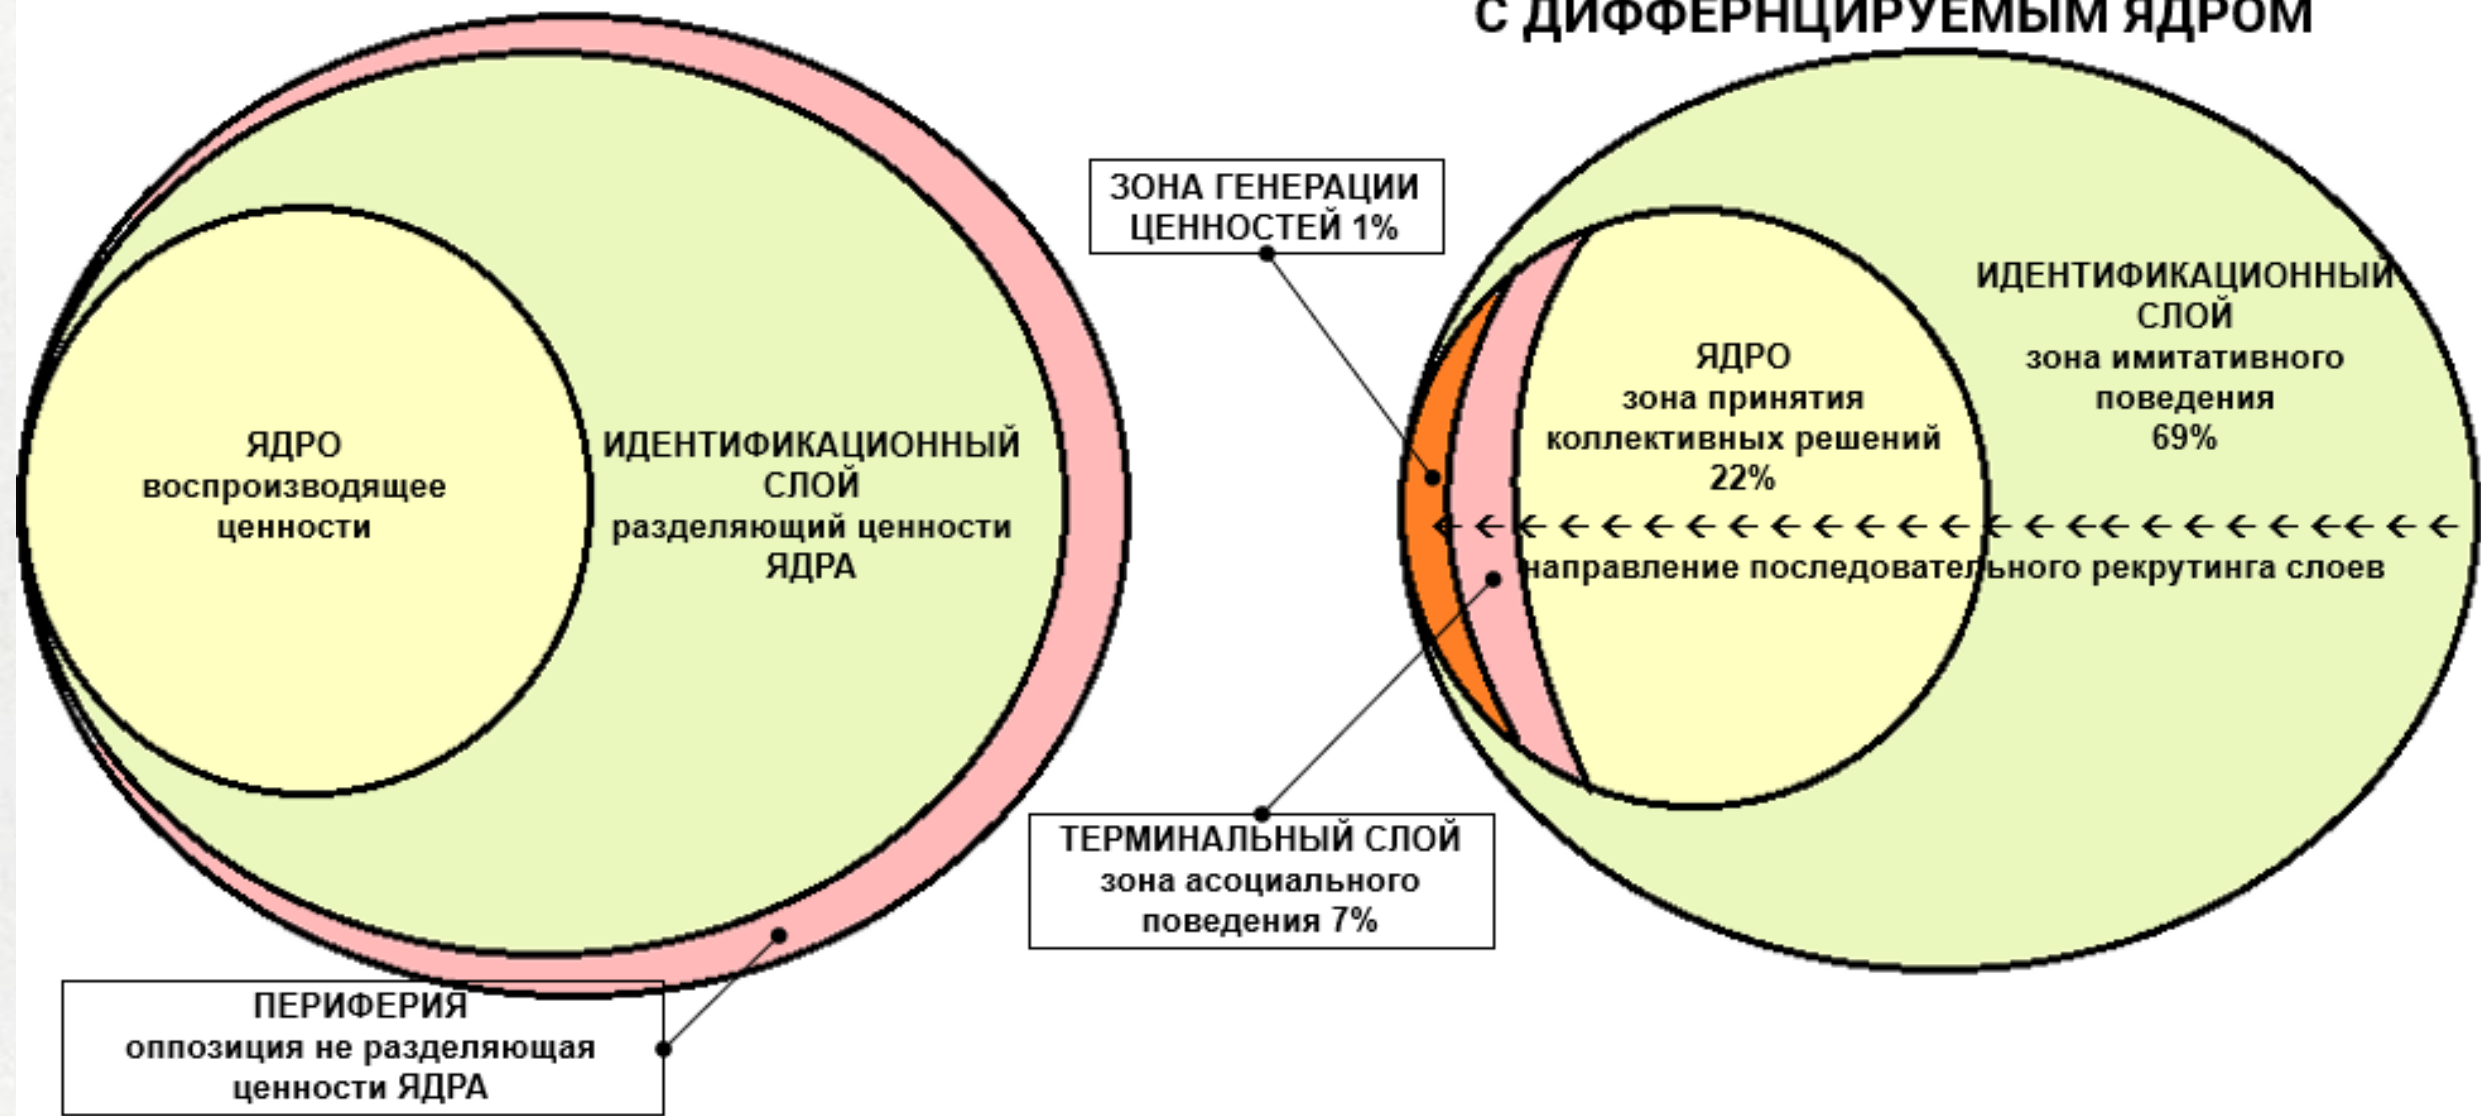 С ДИФФЕРНЦИРУЕМЫМ ЯДРОМ
ЯДРО
воспроизводящее
ценности
ИДЕНТИФИКАЦИОННЫЙ
СЛОЙ
разделяющий ценности
ЯДРА
ПЕРИФЕРИЯ
оппозиция не разделяющая
ценности ЯДРА
ЗОНА ГЕНЕРАЦИИ
ЦЕННОСТЕЙ 1%
ЯДРО
зона принятия
коллективных решений
22%
ИДЕНТИФИКАЦИОННЫЙ
СЛОЙ
зона имитативного
поведения
69%
направление последовательного рекрутинга слоев
ТЕРМИНАЛЬНЫЙ СЛОЙ
зона асоциального
поведения 7%